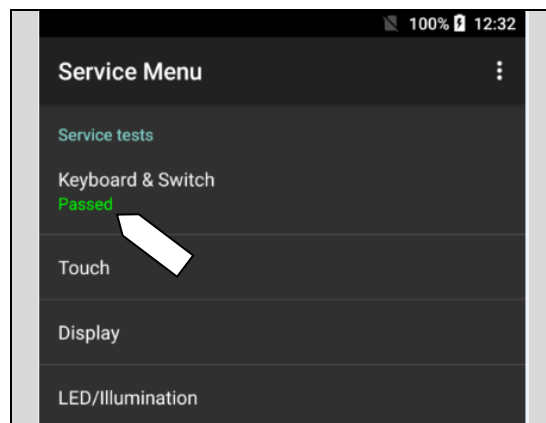 100% 12:32
Service Menu
Service tests
Keyboard & Switch
Passed
Touch
Display
LED/Illumination